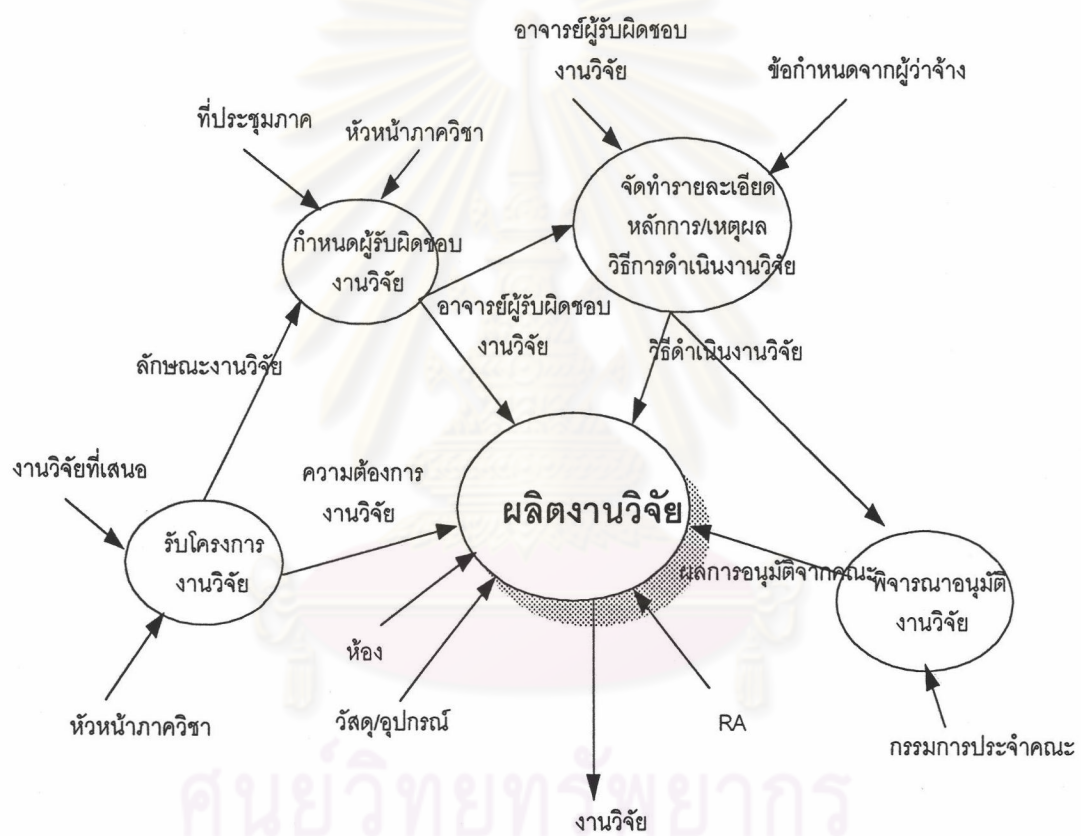 อาจารย์ผู้รับผิดชอบ
งานวิจัย
ข้อกำหนดจากผู้ว่าจ้าง
ที่ประชุมภาค
หัวหน้าภาควิชา
จัดทำรายละเอียด
หลักการ/เหตุผล
วิธีการดำเนินงานวิจัย
กำหนดผู้รับผิดชอบ
งานวิจัย
อาจารย์ผู้รับผิดชอบ
งานวิจัย
วิธีดำเนินงานวิจัย
ลักษณะงานวิจัย
งานวิจัยที่เสนอ
ความต้องการ
งานวิจัย
ผลิตงานวิจัย
รับโครงการ
งานวิจัย
ผลการอนุมัติจากคณะ
พิจารณาอนุมัติ
งานวิจัย
ห้อง
หัวหน้าภาควิชา
วัสดุ/อุปกรณ์
RA
กรรมการประจำคณะ
งานวิจัย
ศูนย์วิทยทรัพยากร